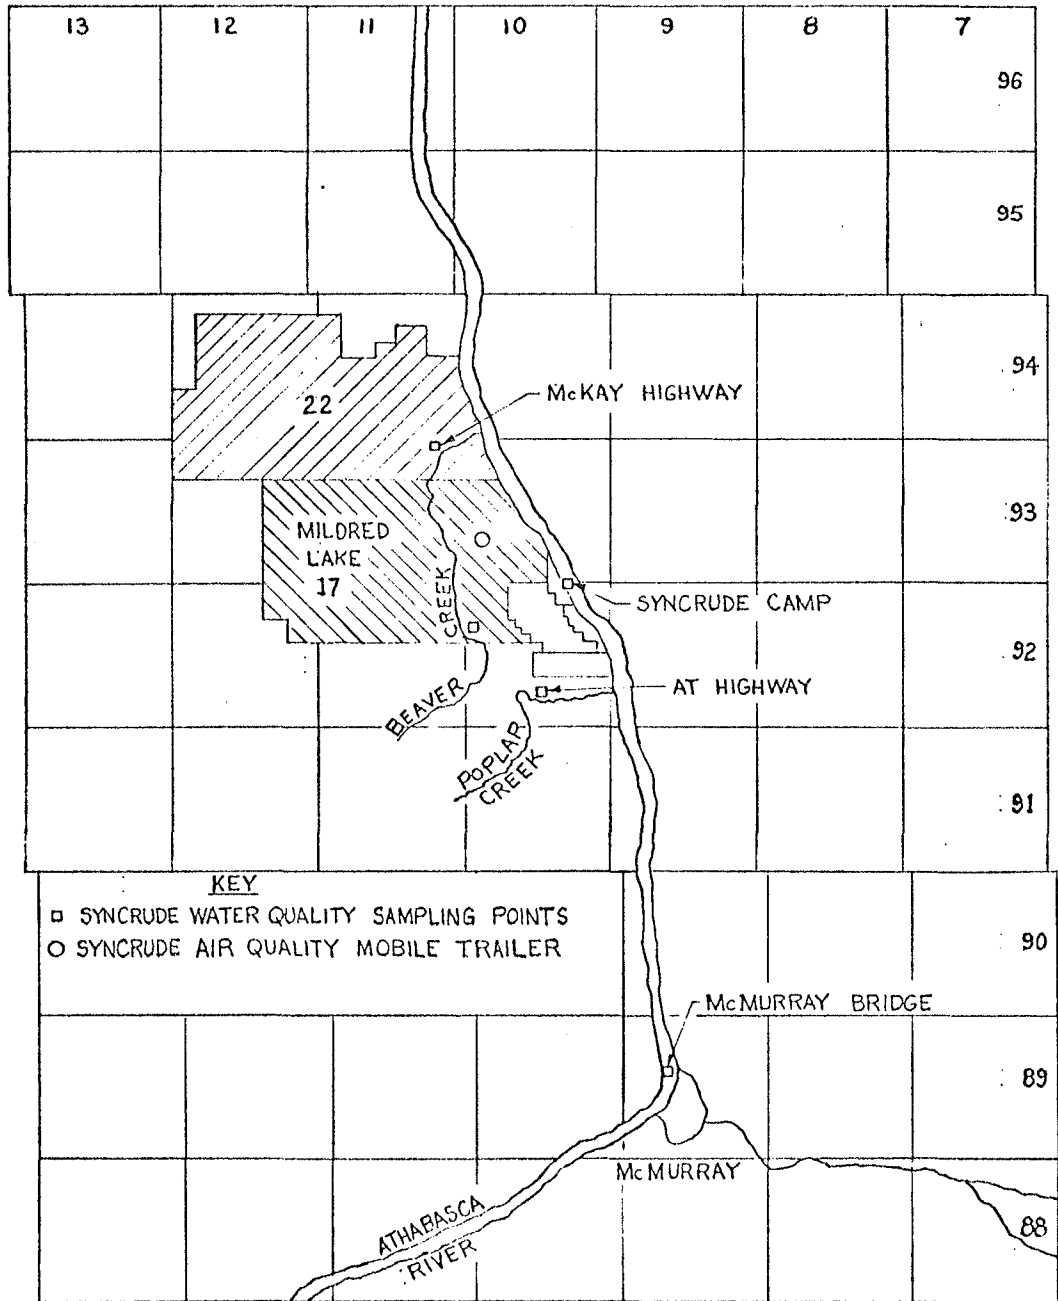 13 12 11 10 9 8 7
96
95
94
McKAY HIGHWAY
22
93
MILDRED
LAKE
17
CREEK
SYNCRUDE CAMP
92
AT HIGHWAY
BEAVER
POPLAR
CREEK
91
KEY
SYNCRUDE WATER QUALITY SAMPLING POINTS
SYNCRUDE AIR QUALITY MOBILE TRAILER
90
McMURRAY BRIDGE
89
McMURRAY
ATHABASCA
RIVER
88